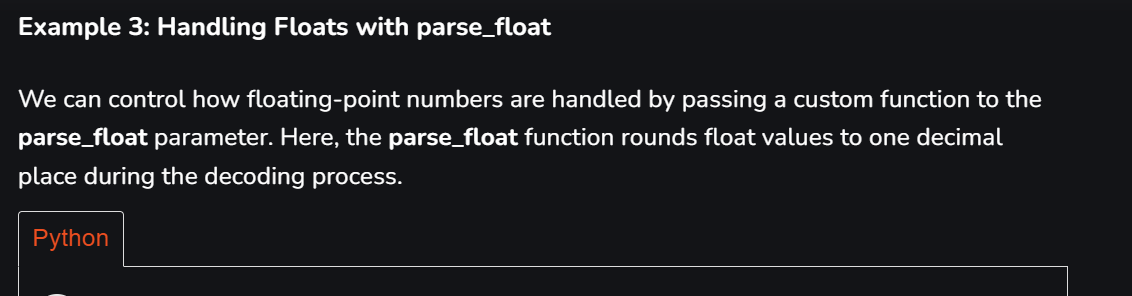 Example 3: Handling Floats with parse_float
We can control how floating-point numbers are handled by passing a custom function to the
parse_float parameter. Here, the parse_float function rounds float values to one decimal
place during the decoding process.
Python